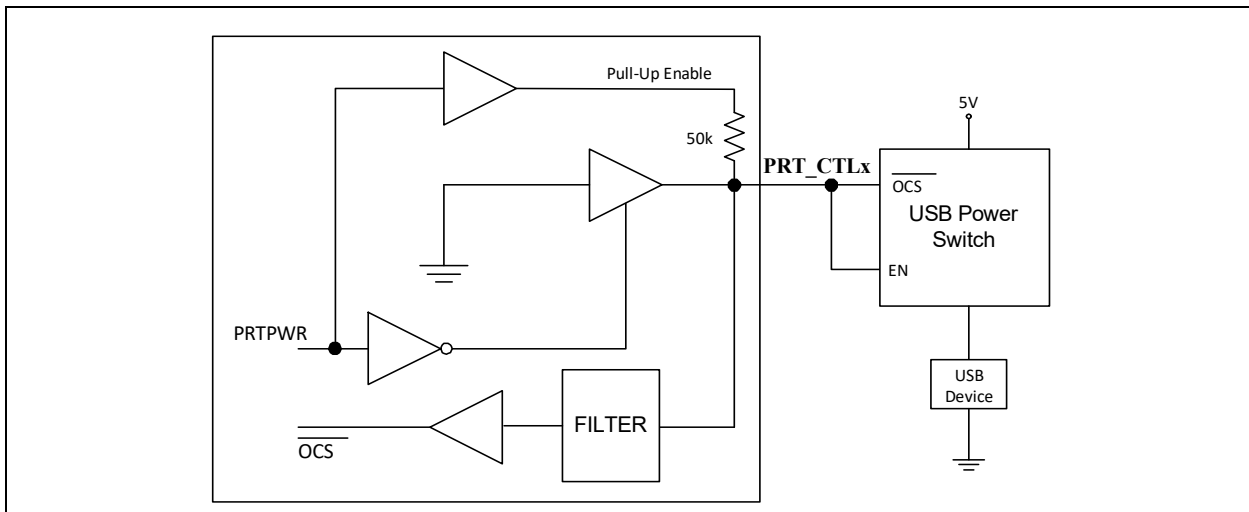 Pull-Up Enable
5V
50k
PRT_CTLx
OCS
USB Power
Switch
EN
PRTPWR
USB
Device
FILTER
OCS